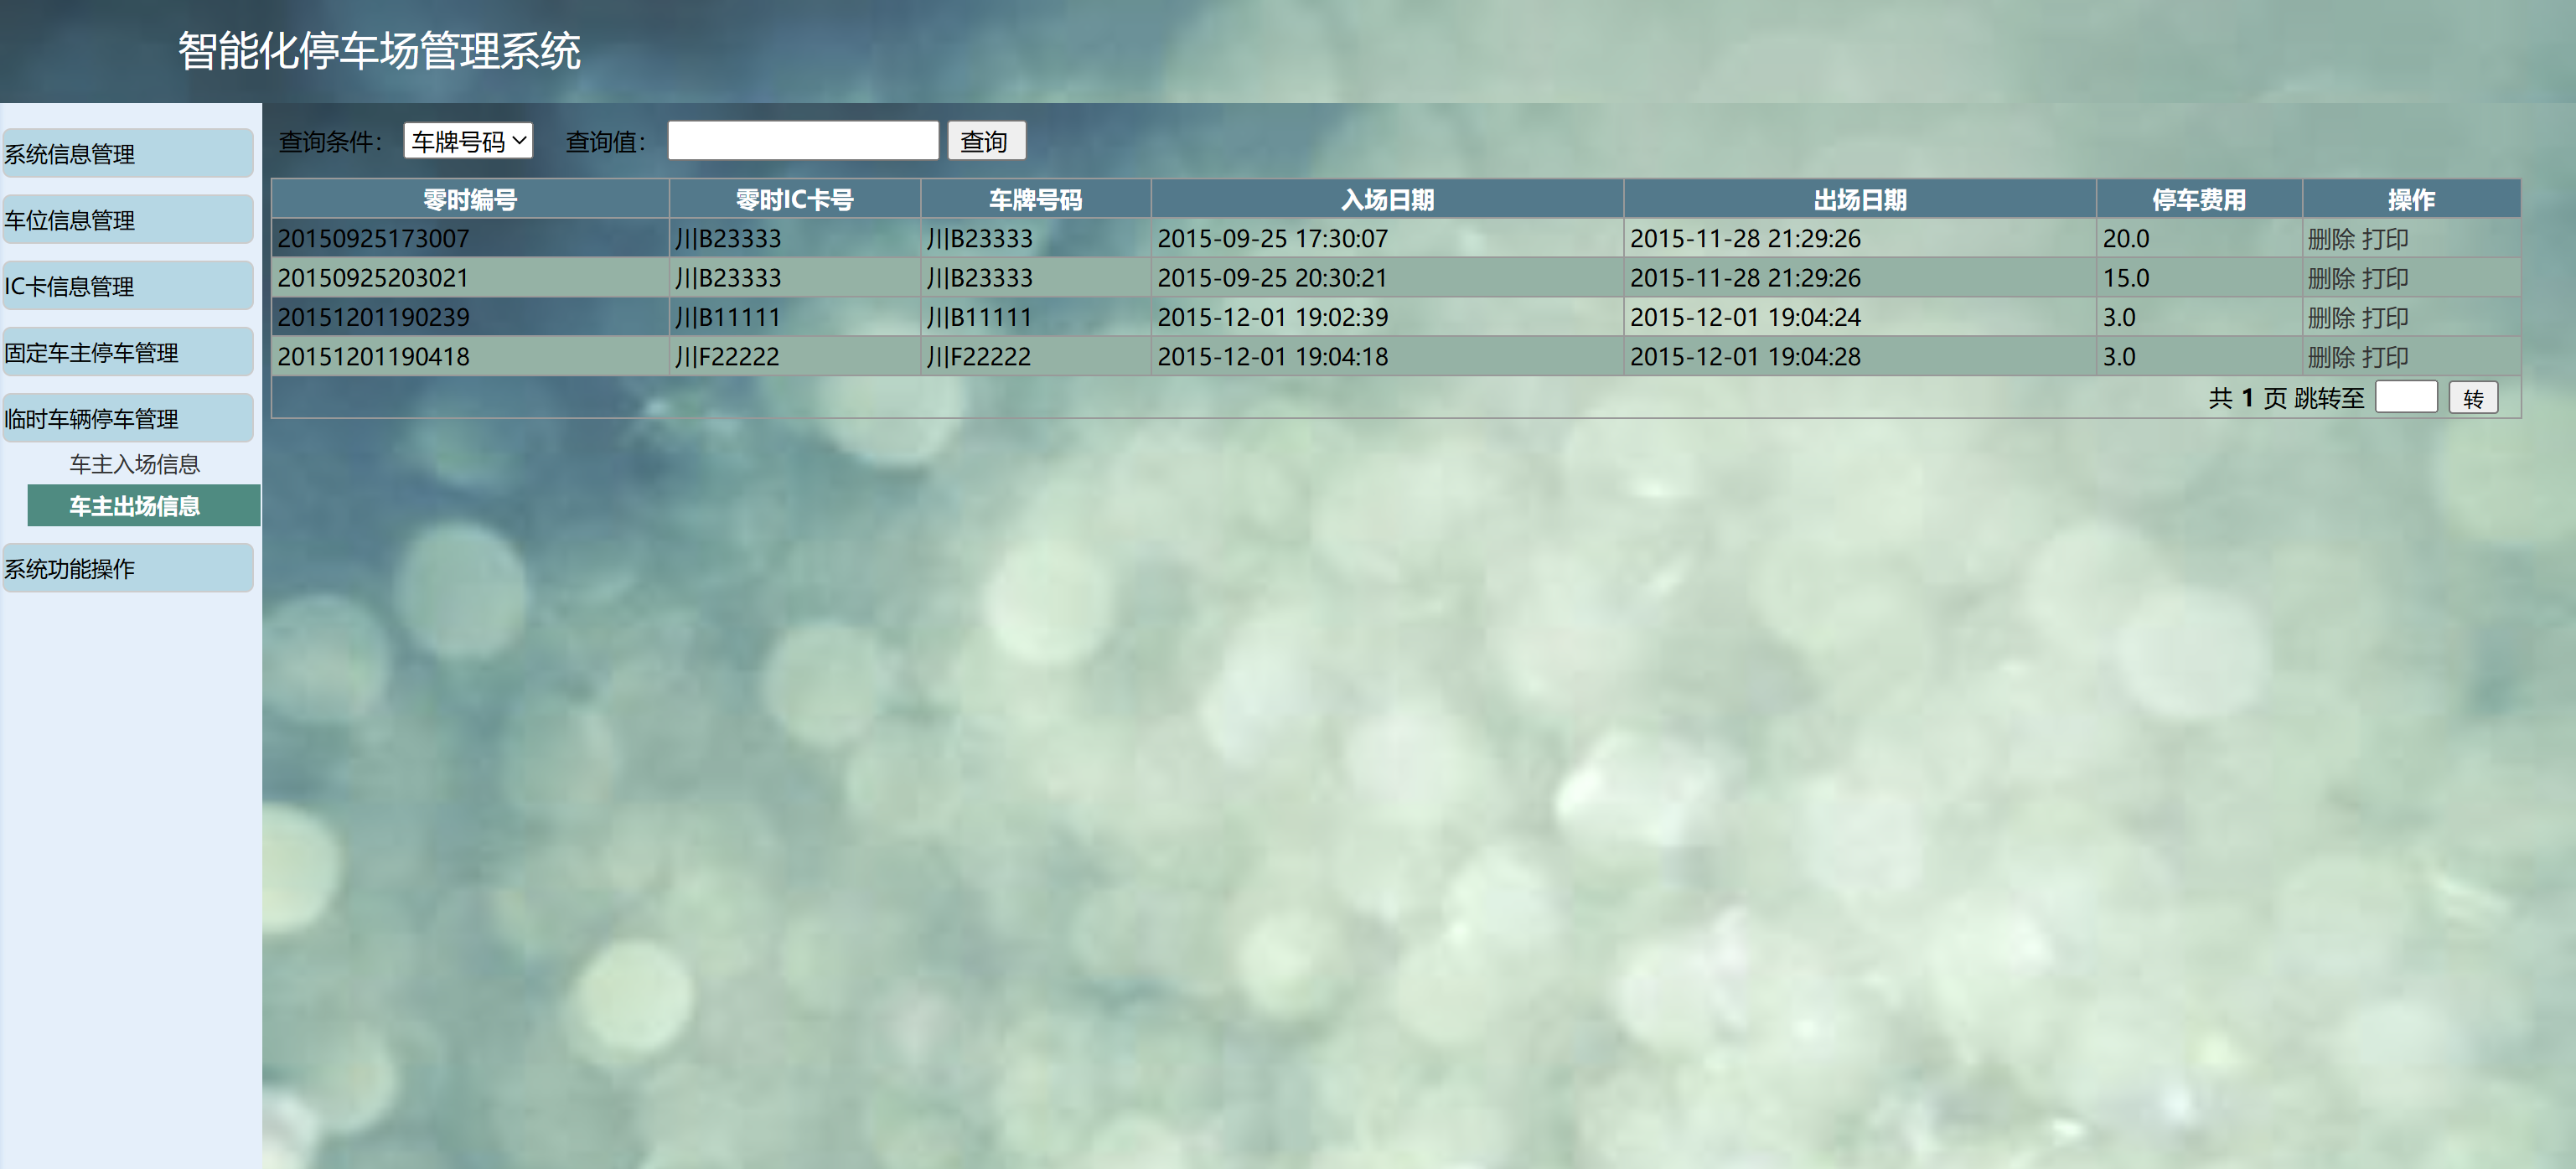 智能化停车场管理系统
系统信息管理
车位信息管理
IC卡信息管理
固定车主停车管理
临时车辆停车管理
车主入场信息
车主出场信息
系统功能操作
查询条件： 车牌号码 查询值： 查询
零时编号 零时IC卡号 车牌号码 入场日期 出场日期 停车费用 操作
20150925173007 川B23333 川B23333 2015-09-25 17:30:07 2015-11-28 21:29:26 20.0 删除 打印
20150925203021 川B23333 川B23333 2015-09-25 20:30:21 2015-11-28 21:29:26 15.0 删除 打印
20151201190239 川B11111 川B11111 2015-12-01 19:02:39 2015-12-01 19:04:24 3.0 删除 打印
20151201190418 川F22222 川F22222 2015-12-01 19:04:18 2015-12-01 19:04:28 3.0 删除 打印
共 1 页 跳转至 转